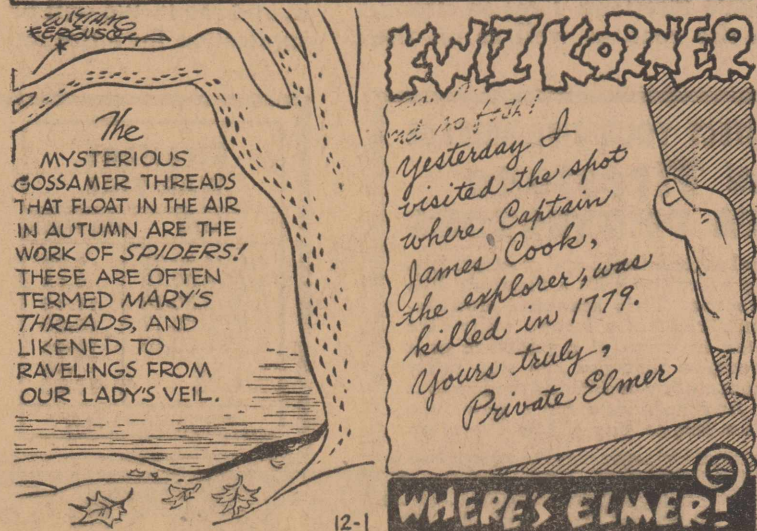 WILLIAM
FERGUSON
The
MYSTERIOUS
GOSSAMER THREADS
THAT FLOAT IN THE AIR
IN AUTUMN ARE THE
WORK OF SPIDERS!
THESE ARE OFTEN
TERMED MARY'S
THREADS, AND
LIKENED TO
RAVELINGS FROM
OUR LADY'S VEIL.
12-1
KWIZ KORNER
no fooh!
Yesterday I
visited the spot
where Captain
James Cook,
the explorer, was
killed in 1779.
Yours truly,
Private Elmer
WHERE'S ELMER?